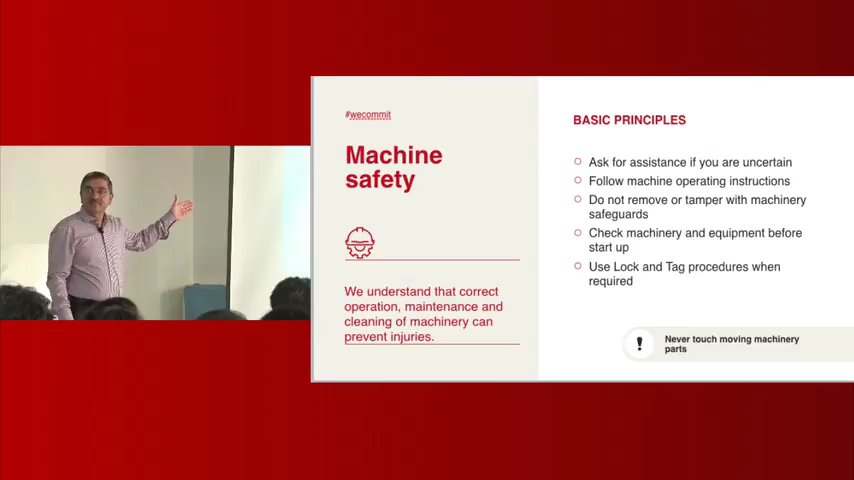 #wecommit
Machine
safety
We understand that correct
operation, maintenance and
cleaning of machinery can
prevent injuries.
BASIC PRINCIPLES
Ask for assistance if you are uncertain
Follow machine operating instructions
Do not remove or tamper with machinery
safeguards
Check machinery and equipment before
start up
Use Lock and Tag procedures when
required
!
Never touch moving machinery
parts